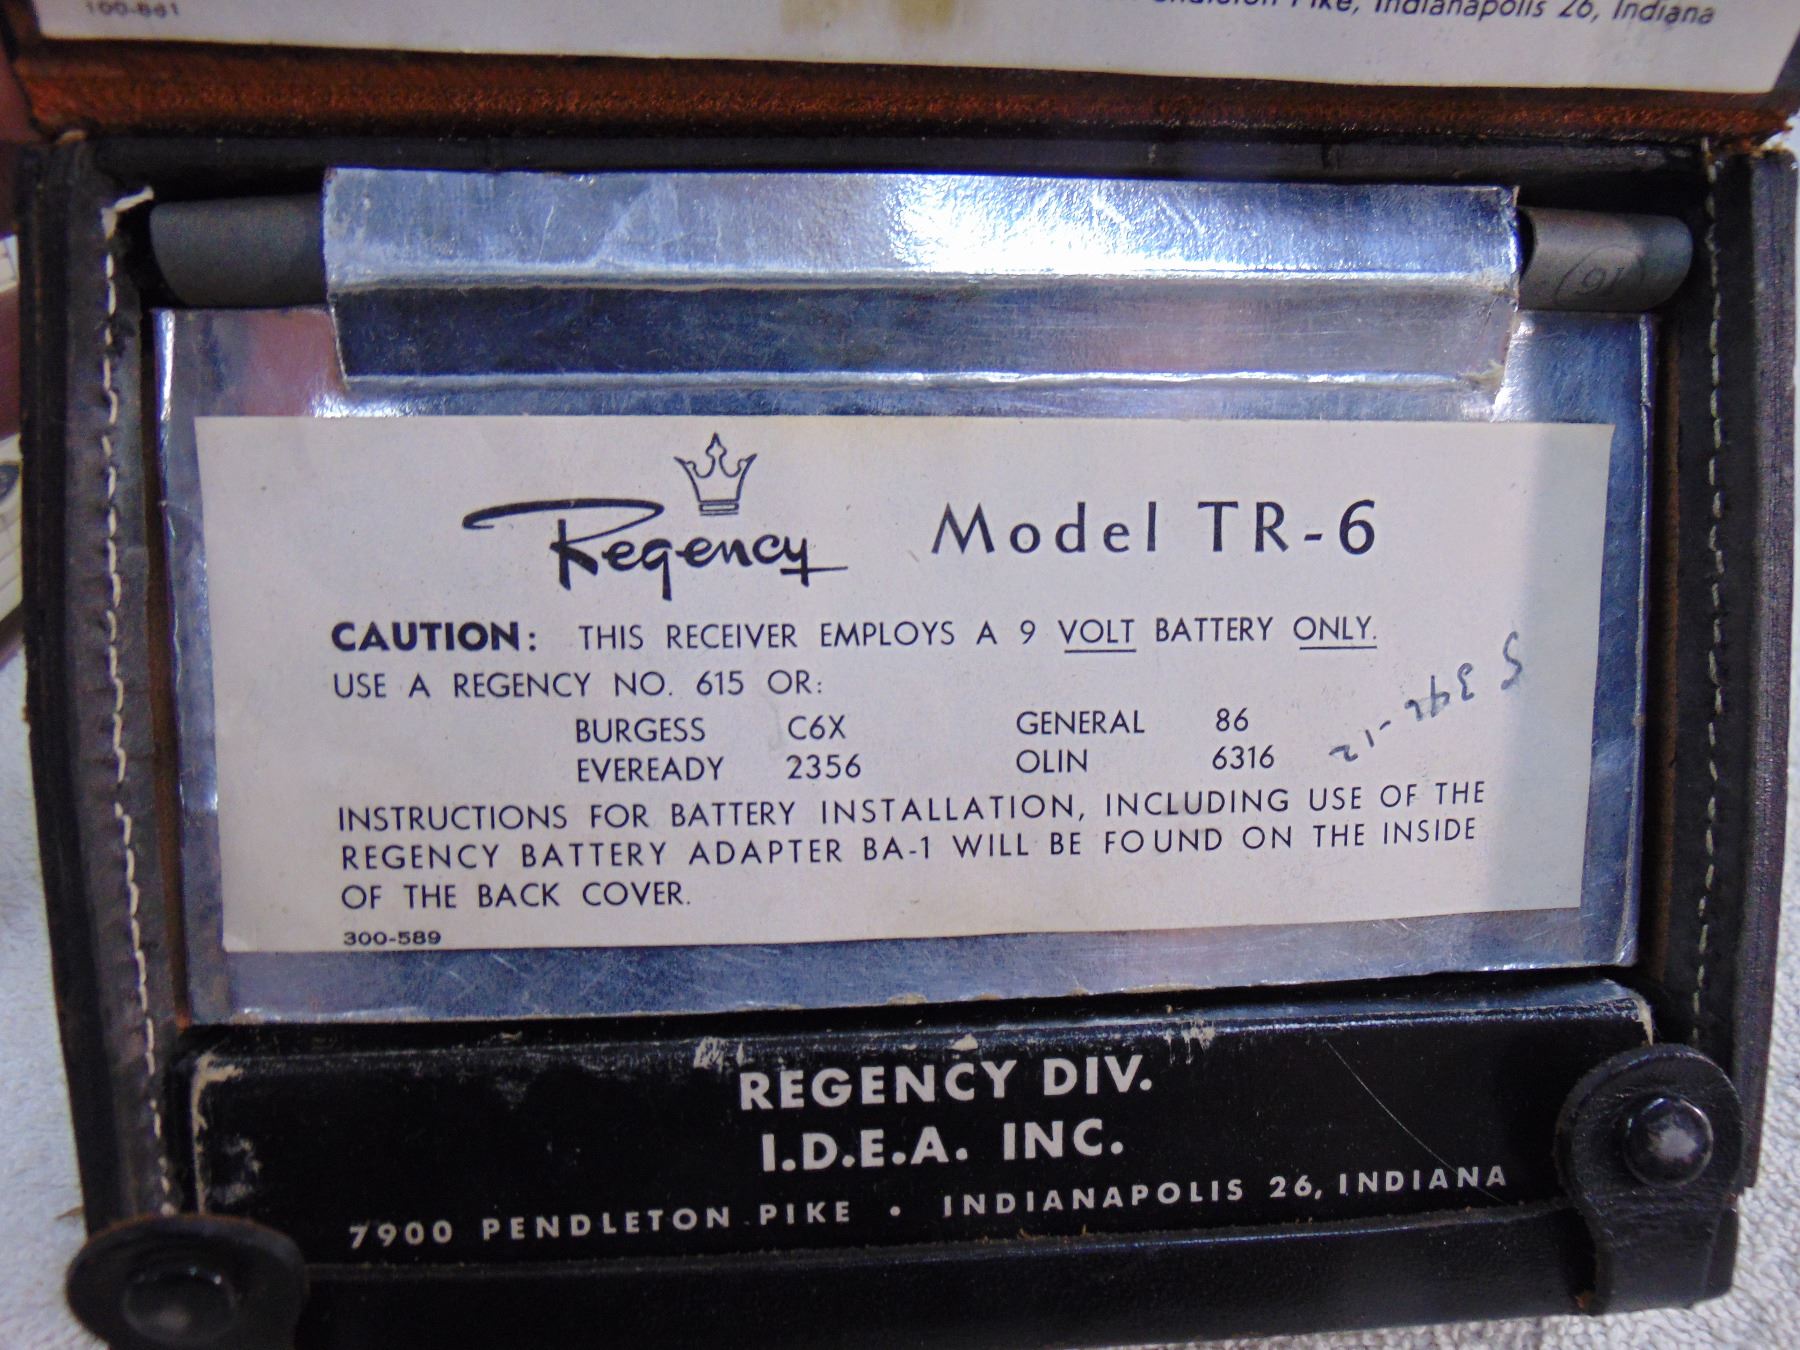 100-881
Pike, Indianapolis 26, Indiana
Regency Model TR-6
CAUTION: THIS RECEIVER EMPLOYS A 9 VOLT BATTERY ONLY.
USE A REGENCY NO. 615 OR:
BURGESS C6X GENERAL 86
EVEREADY 2356 OLIN 6316
INSTRUCTIONS FOR BATTERY INSTALLATION, INCLUDING USE OF THE
REGENCY BATTERY ADAPTER BA-1 WILL BE FOUND ON THE INSIDE
OF THE BACK COVER.
300-589
REGENCY DIV.
I.D.E.A. INC.
7900 PENDLETON PIKE • INDIANAPOLIS 26, INDIANA